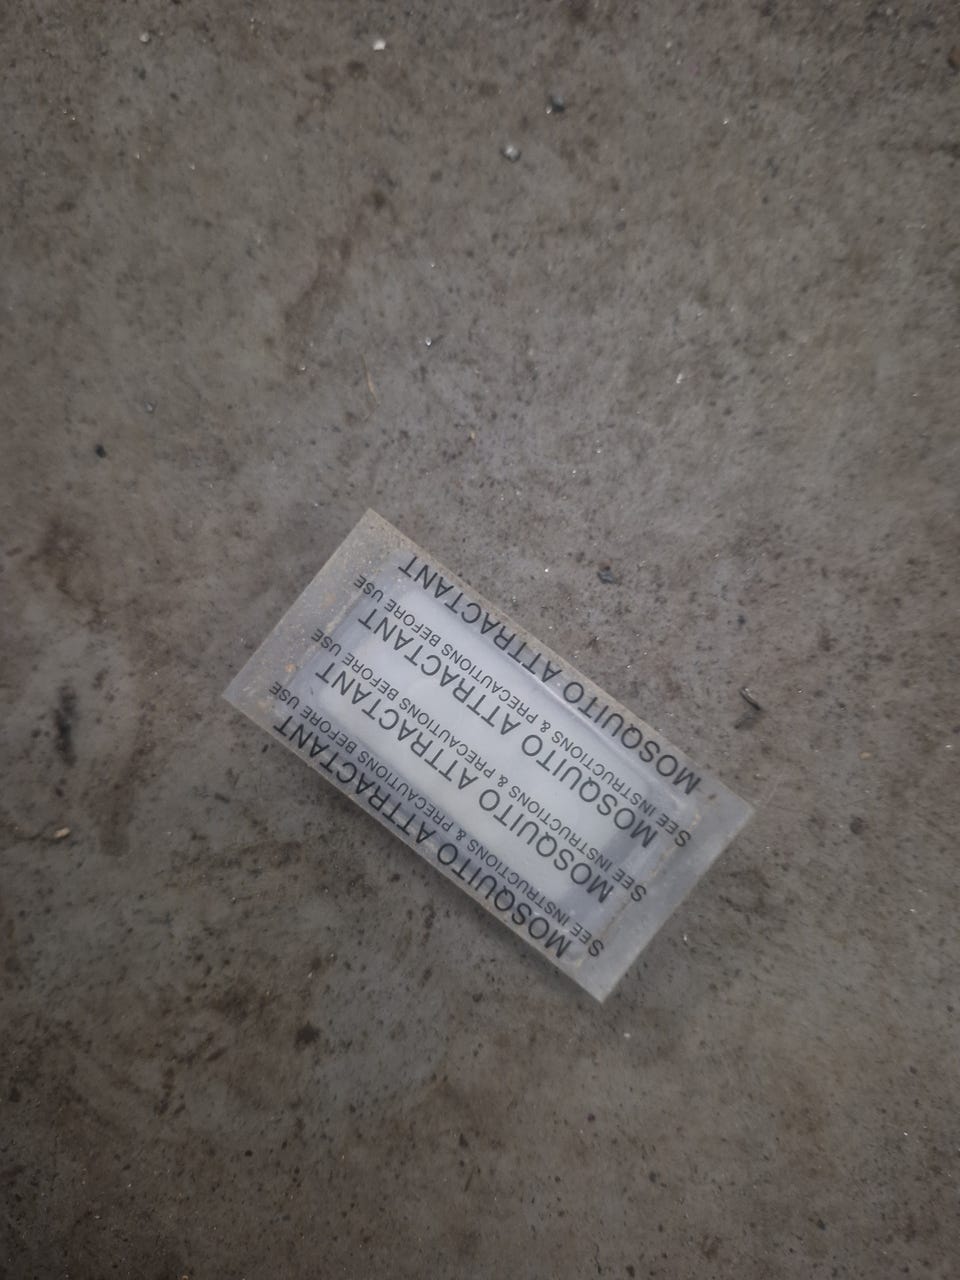 MOSQUITO ATTRACTANT
SEE INSTRUCTIONS & PRECAUTIONS BEFORE USE
MOSQUITO ATTRACTANT
SEE INSTRUCTIONS & PRECAUTIONS BEFORE USE
MOSQUITO ATTRACTANT
SEE INSTRUCTIONS & PRECAUTIONS BEFORE USE
MOSQUITO ATTRACTANT